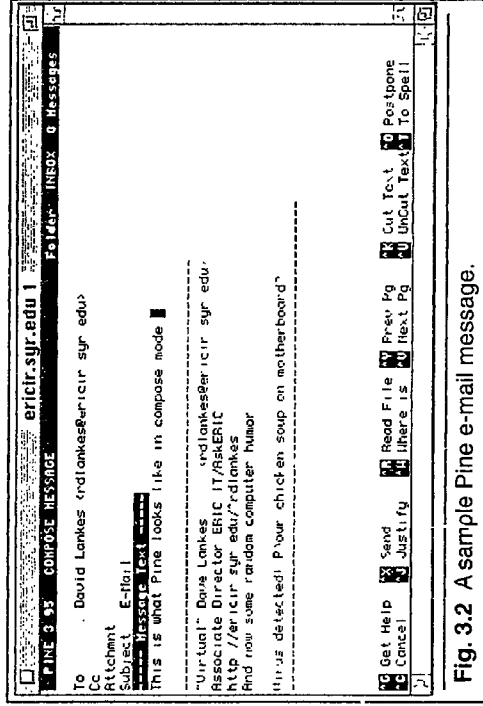 ericir.syr.edu 1
PINE 3 95 COMPOSE MESSAGE Folder INBOX 0 Messages
To : David Lankes <rdlankes@ericir syr edu>
Cc
Attchmnt
Subject E-Mail
---- Message Text ----
This is what Pine looks like in compose mode
"Virtual" Dave Lankes <rdlankes@ericir syr edu>
Associate Director ERIC IT/AskERIC
http //ericir syr edu/~rdlankes
And now some random computer humor
Virus detected! P\our chicken soup on motherboard^
^G Get Help ^X Send ^R Read File ^Y Prev Pg ^K Cut Text ^O Postpone
^C Cancel ^J Justify ^W Where is ^V Next Pg ^U UnCut Text ^T To Spell
Fig. 3.2 A sample Pine e-mail message.